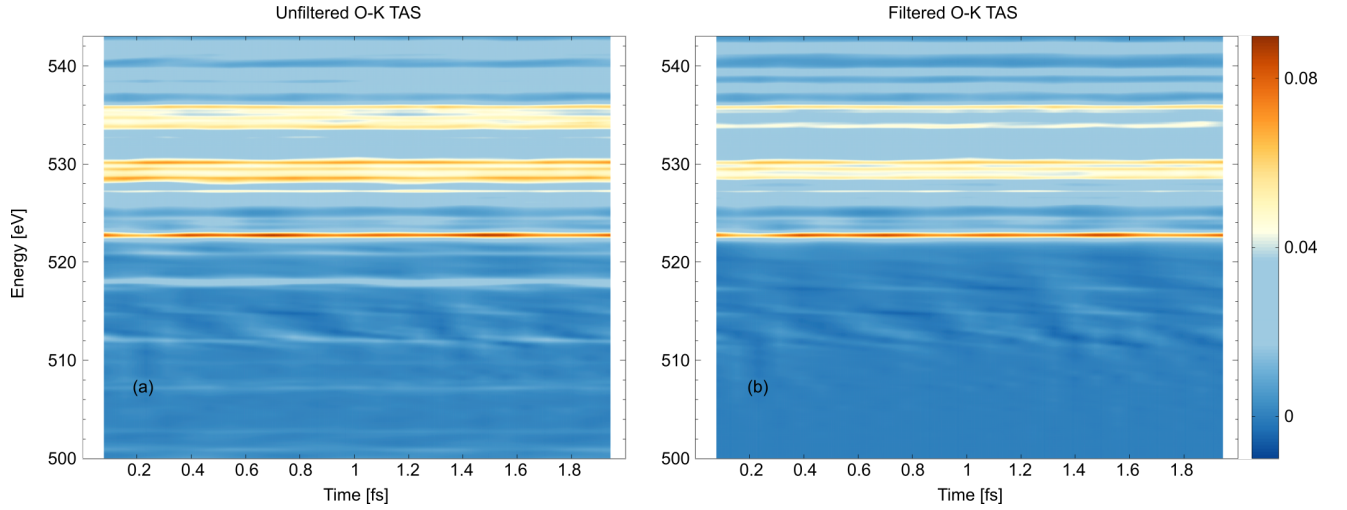 Unfiltered O-K TAS
Filtered O-K TAS
540
530
520
510
500
Energy [eV]
(a)
0.2 0.4 0.6 0.8 1 1.2 1.4 1.6 1.8
Time [fs]
540
530
520
510
500
(b)
0.2 0.4 0.6 0.8 1 1.2 1.4 1.6 1.8
Time [fs]
0.08
0.04
0